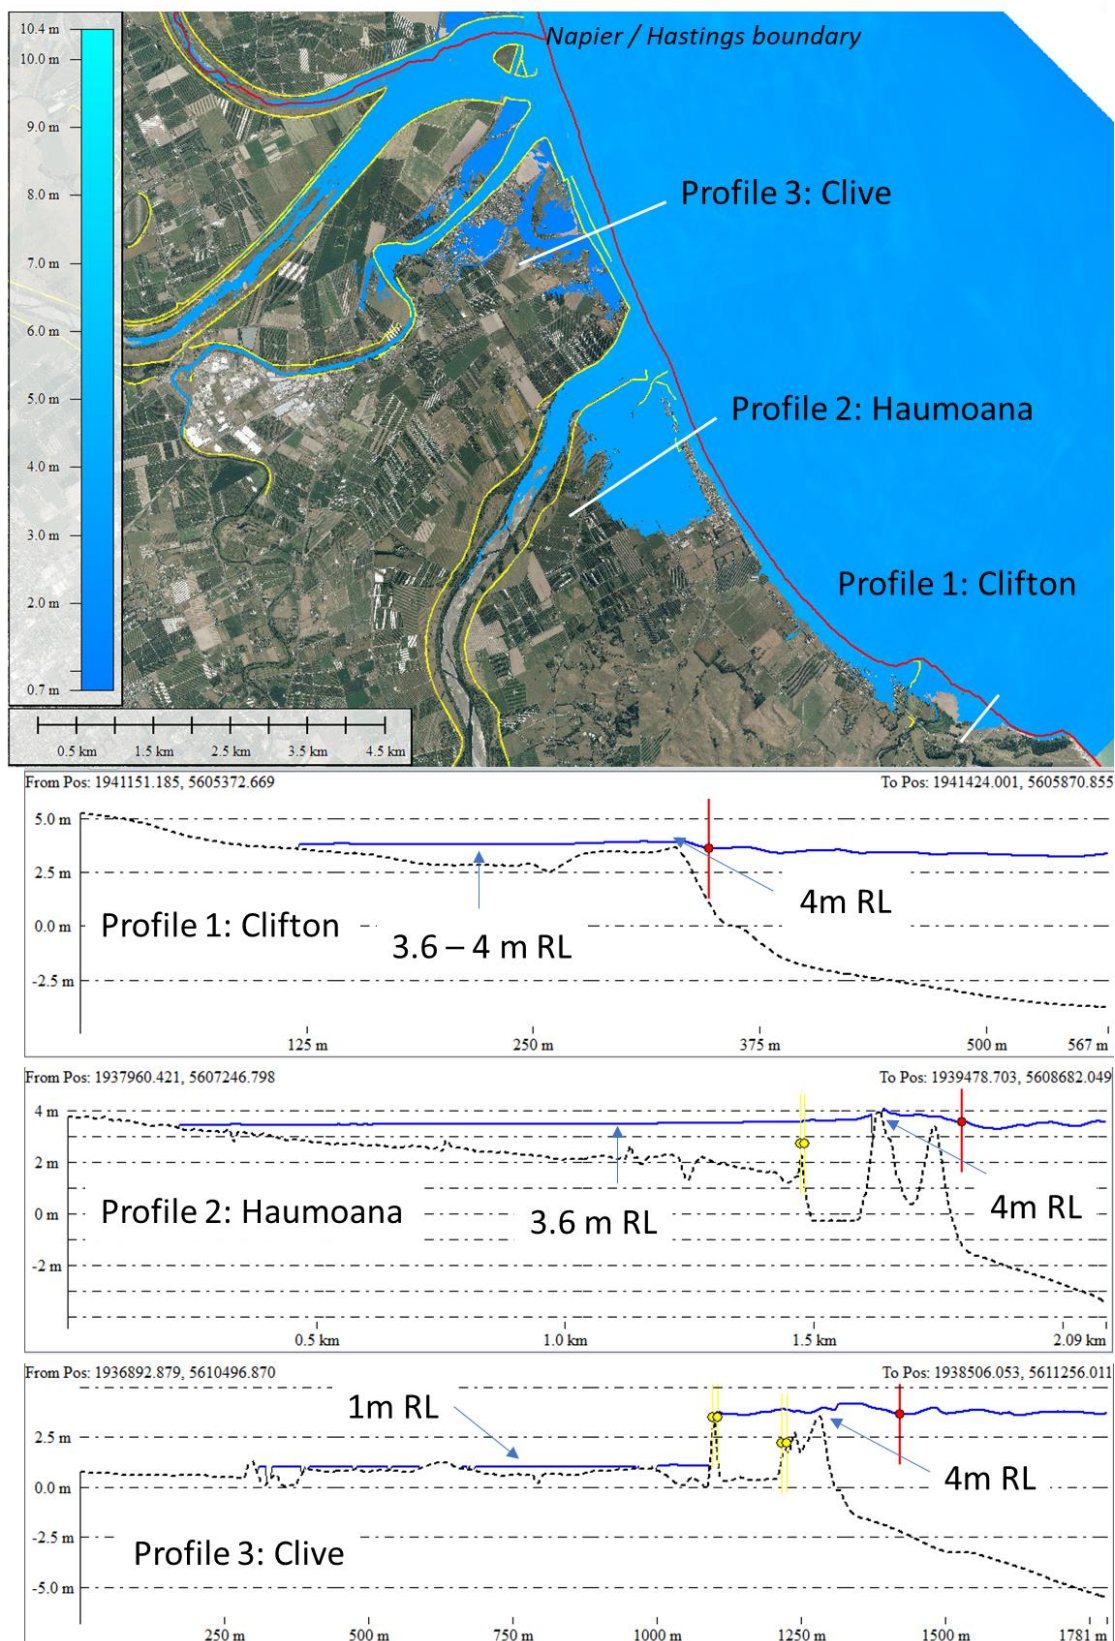 10.4 m
10.0 m
9.0 m
8.0 m
7.0 m
6.0 m
5.0 m
4.0 m
3.0 m
2.0 m
0.7 m
0.5 km 1.5 km 2.5 km 3.5 km 4.5 km
Napier / Hastings boundary
Profile 3: Clive
Profile 2: Haumoana
Profile 1: Clifton
From Pos: 1941151.185, 5605372.669 To Pos: 1941424.001, 5605870.855
5.0 m
2.5 m
0.0 m
-2.5 m
4m RL
Profile 1: Clifton
3.6 – 4 m RL
125 m 250 m 375 m 500 m 567 m
From Pos: 1937960.421, 5607246.798 To Pos: 1939478.703, 5608682.049
4 m
2 m
0 m
-2 m
Profile 2: Haumoana
3.6 m RL
4m RL
0.5 km 1.0 km 1.5 km 2.09 km
From Pos: 1936892.879, 5610496.870 To Pos: 1938506.053, 5611256.011
1m RL
2.5 m
0.0 m
-2.5 m
-5.0 m
4m RL
Profile 3: Clive
250 m 500 m 750 m 1000 m 1250 m 1500 m 1781 m